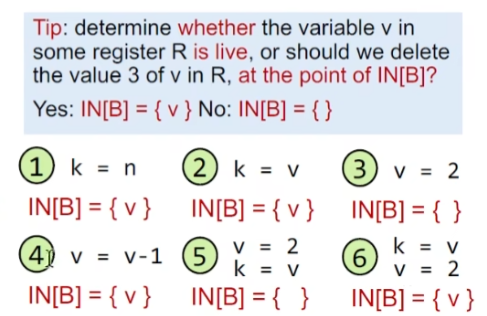 Tip: determine whether the variable v in
some register R is live, or should we delete
the value 3 of v in R, at the point of IN[B]?
Yes: IN[B] = { v } No: IN[B] = { }
1 k = n
IN[B] = { v }
2 k = v
IN[B] = { v }
3 v = 2
IN[B] = { }
4 v = v-1
IN[B] = { v }
5 v = 2
k = v
IN[B] = { }
6 k = v
v = 2
IN[B] = { v }